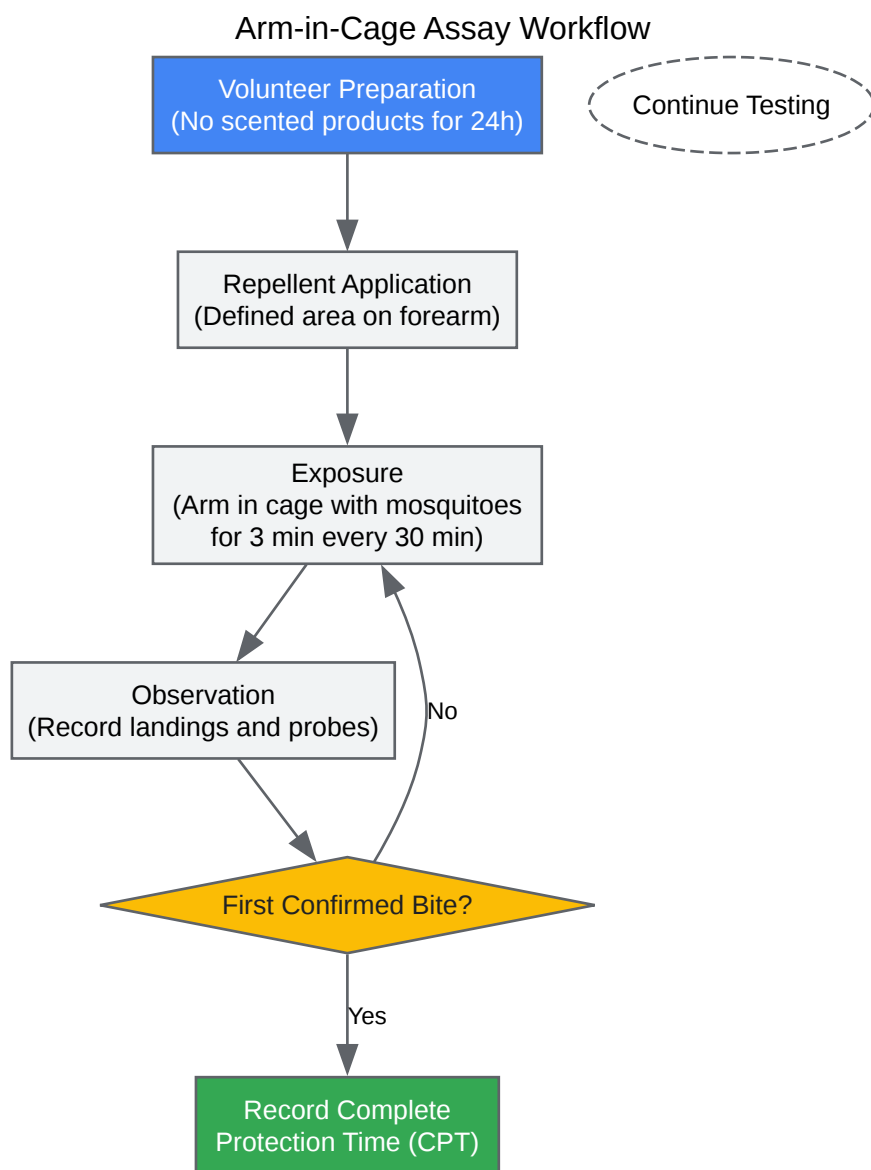 Arm-in-Cage Assay Workflow
Volunteer Preparation
(No scented products for 24h)
Continue Testing
Repellent Application
(Defined area on forearm)
Exposure
(Arm in cage with mosquitoes
for 3 min every 30 min)
Observation
(Record landings and probes)
No
First Confirmed Bite?
Yes
Record Complete
Protection Time (CPT)